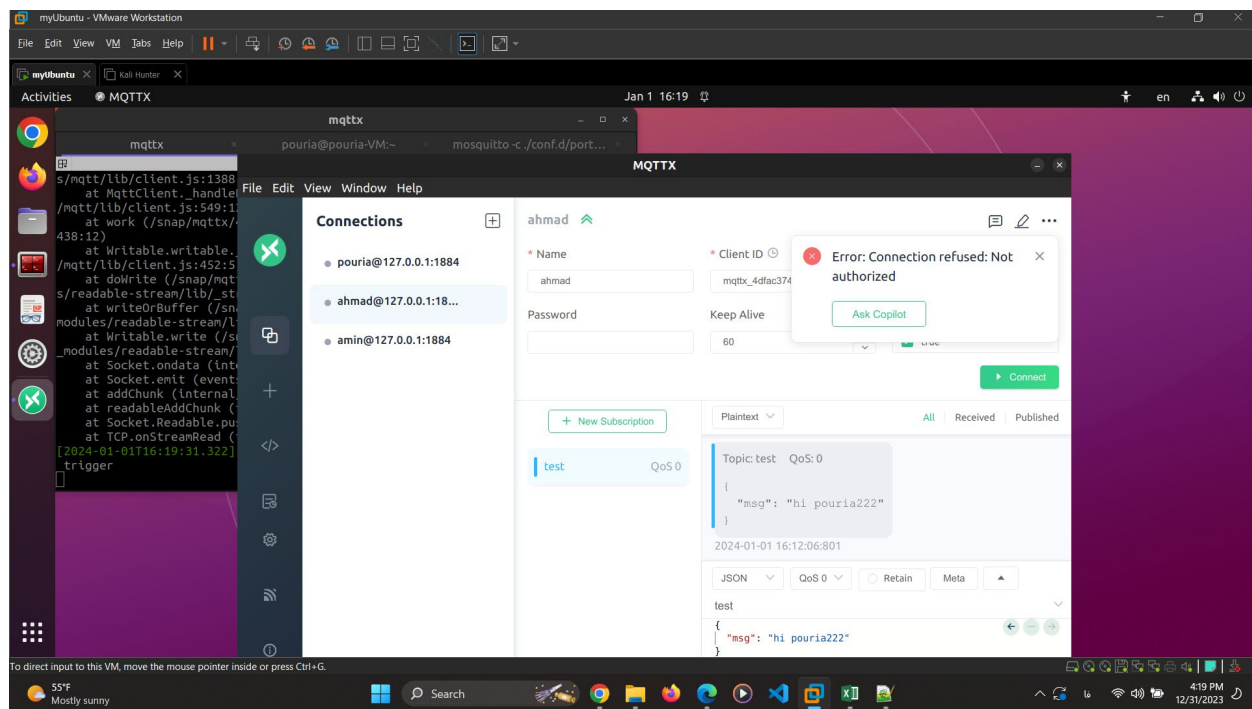 myUbuntu - VMware Workstation
File Edit View VM Tabs Help
myUbuntu Kali Hunter
Activities MQTTX Jan 1 16:19 en
mqttx
mqttx pouria@pouria-VM:~ mosquitto -c ./conf.d/port...
s/mqtt/lib/client.js:1388
at MqttClient._handle
/mqtt/lib/client.js:549:1
at work (/snap/mqttx/
438:12)
at Writable.writable.
/mqtt/lib/client.js:452:5
at doWrite (/snap/mqt
s/readable-stream/lib/_st
at writeOrBuffer (/sna
modules/readable-stream/l
at Writable.write (/s
_modules/readable-stream/
at Socket.ondata (int
at Socket.emit (event
at addChunk (internal
at readableAddChunk (
at Socket.Readable.pu
at TCP.onStreamRead (
[2024-01-01T16:19:31.322]
_trigger
MQTTX
File Edit View Window Help
Connections
pouria@127.0.0.1:1884
ahmad@127.0.0.1:18...
amin@127.0.0.1:1884
ahmad
* Name
ahmad
* Client ID
mqttx_4dfac374
Password
Keep Alive
60
true
Error: Connection refused: Not
authorized
Ask Copilot
Connect
+ New Subscription
test QoS 0
Plaintext All Received Published
Topic: test QoS: 0
{
"msg": "hi pouria222"
}
2024-01-01 16:12:06:801
JSON QoS 0 Retain Meta
test
{
"msg": "hi pouria222"
}
To direct input to this VM, move the mouse pointer inside or press Ctrl+G.
55°F
Mostly sunny
Search
فا
4:19 PM
12/31/2023